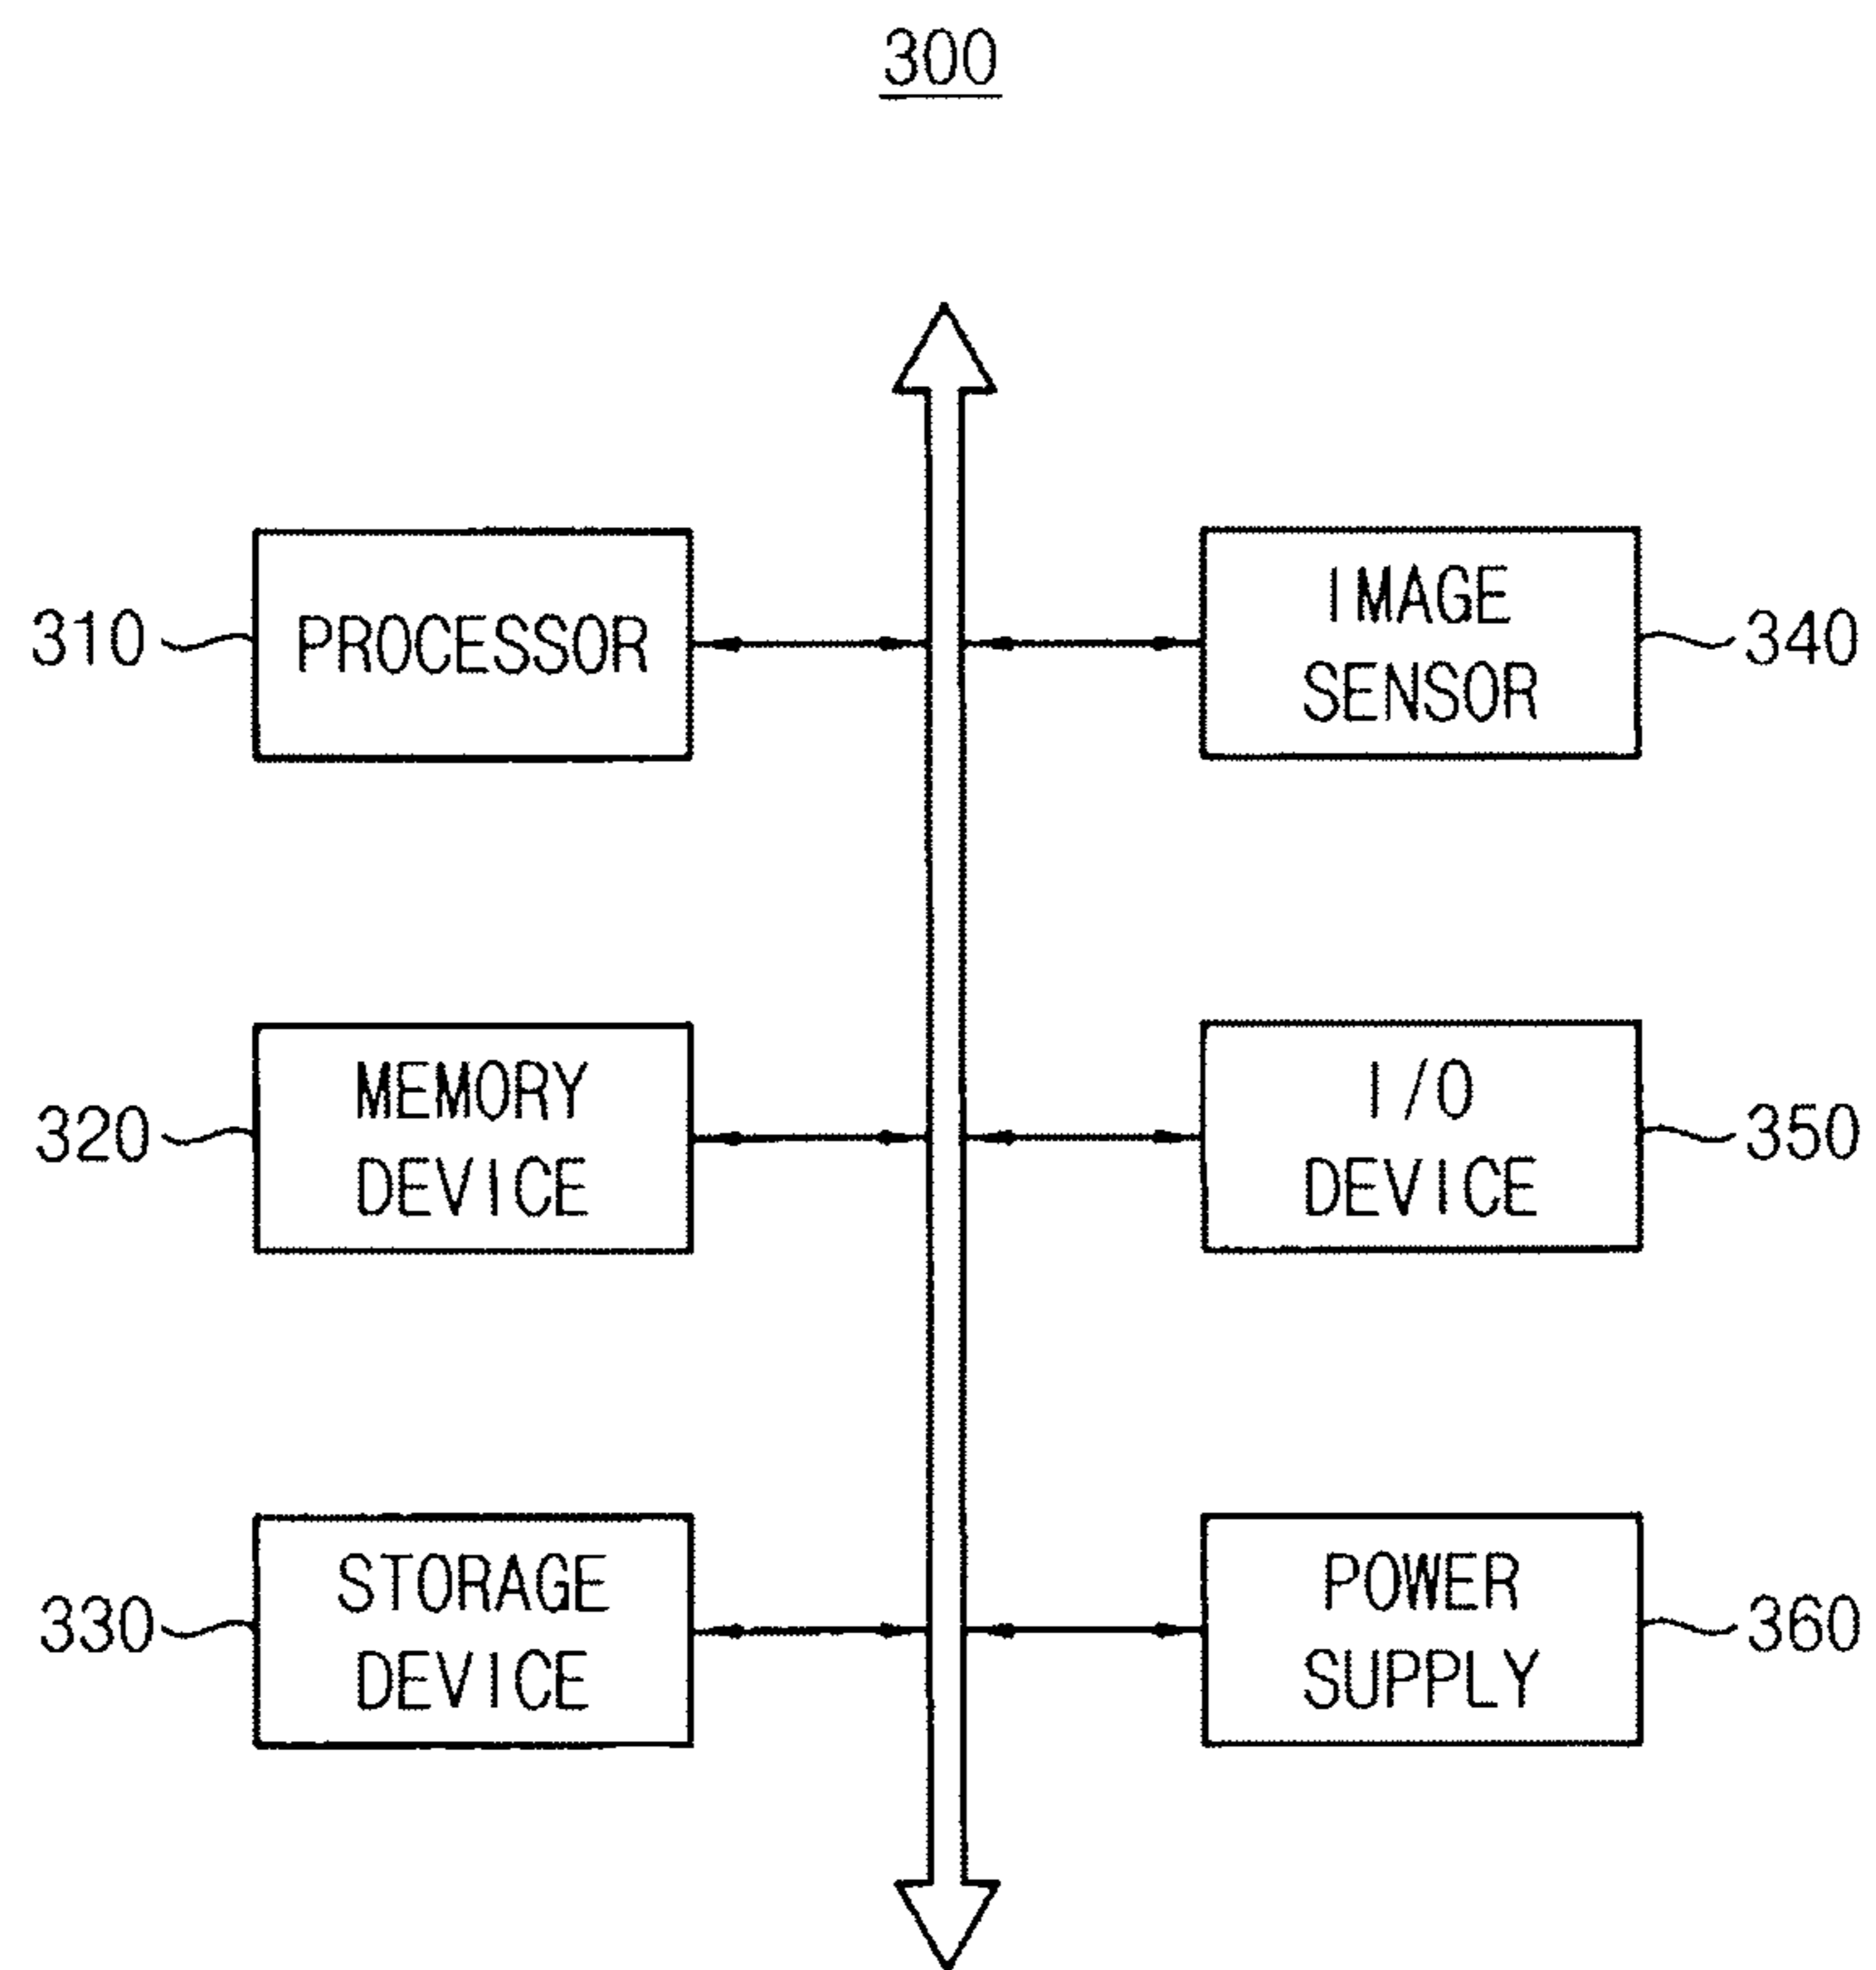 300
310
PROCESSOR
IMAGE
SENSOR
340
320
MEMORY
DEVICE
I/O
DEVICE
350
330
STORAGE
DEVICE
POWER
SUPPLY
360